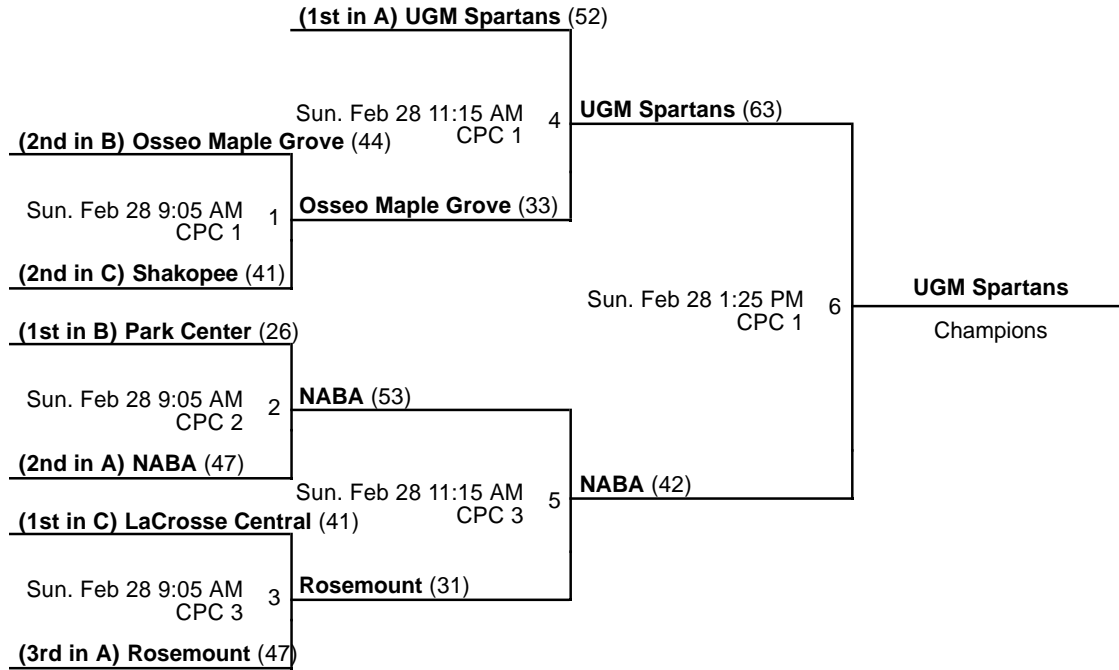 (1st in A) UGM Spartans (52)
Sun. Feb 28 11:15 AM 4
CPC 1
UGM Spartans (63)
(2nd in B) Osseo Maple Grove (44)
Sun. Feb 28 9:05 AM 1
CPC 1
Osseo Maple Grove (33)
(2nd in C) Shakopee (41)
Sun. Feb 28 1:25 PM 6
CPC 1
UGM Spartans
Champions
(1st in B) Park Center (26)
Sun. Feb 28 9:05 AM 2
CPC 2
NABA (53)
(2nd in A) NABA (47)
Sun. Feb 28 11:15 AM 5
CPC 3
NABA (42)
(1st in C) LaCrosse Central (41)
Sun. Feb 28 9:05 AM 3
CPC 3
Rosemount (31)
(3rd in A) Rosemount (47)